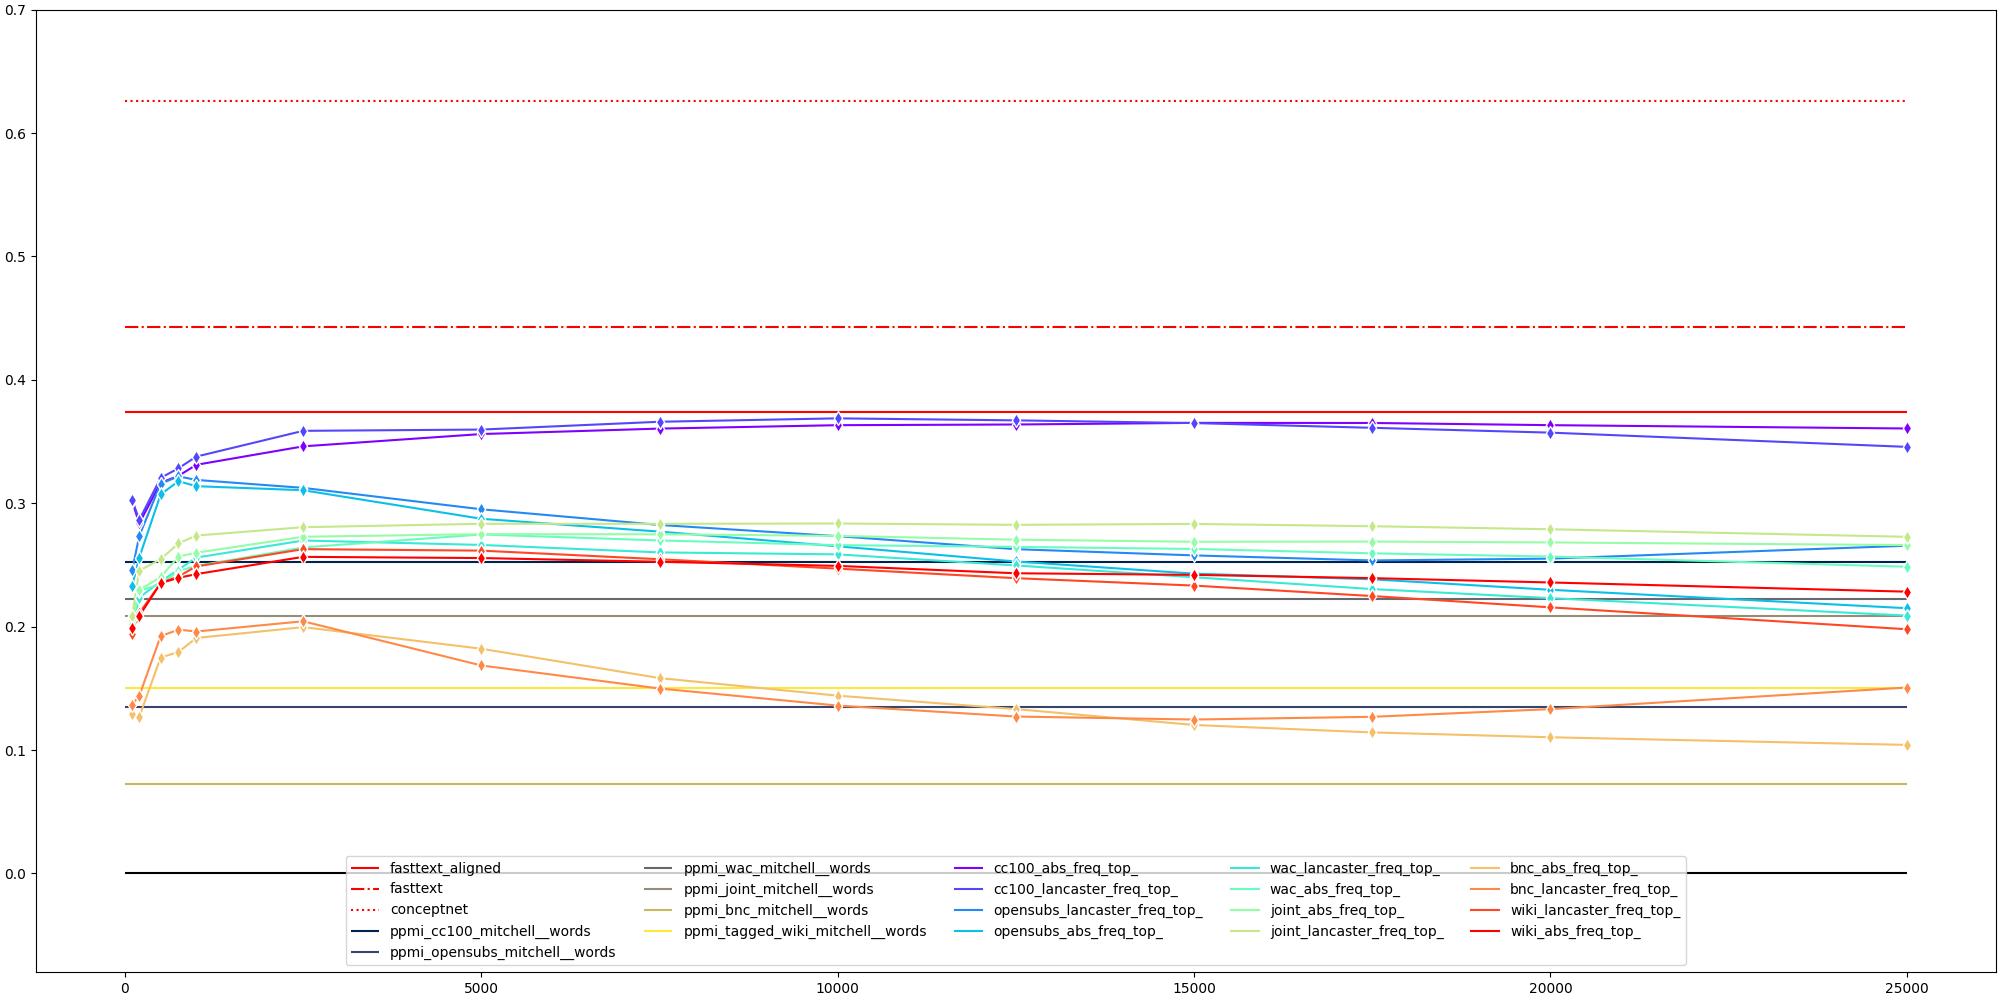 0.7
0.6
0.5
0.4
0.3
0.2
0.1
0.0
fasttext_aligned
fasttext
conceptnet
ppmi_cc100_mitchell__words
ppmi_opensubs_mitchell__words
ppmi_wac_mitchell__words
ppmi_joint_mitchell__words
ppmi_bnc_mitchell__words
ppmi_tagged_wiki_mitchell__words
cc100_abs_freq_top_
cc100_lancaster_freq_top_
opensubs_lancaster_freq_top_
opensubs_abs_freq_top_
wac_lancaster_freq_top_
wac_abs_freq_top_
joint_abs_freq_top_
joint_lancaster_freq_top_
bnc_abs_freq_top_
bnc_lancaster_freq_top_
wiki_lancaster_freq_top_
wiki_abs_freq_top_
0 5000 10000 15000 20000 25000